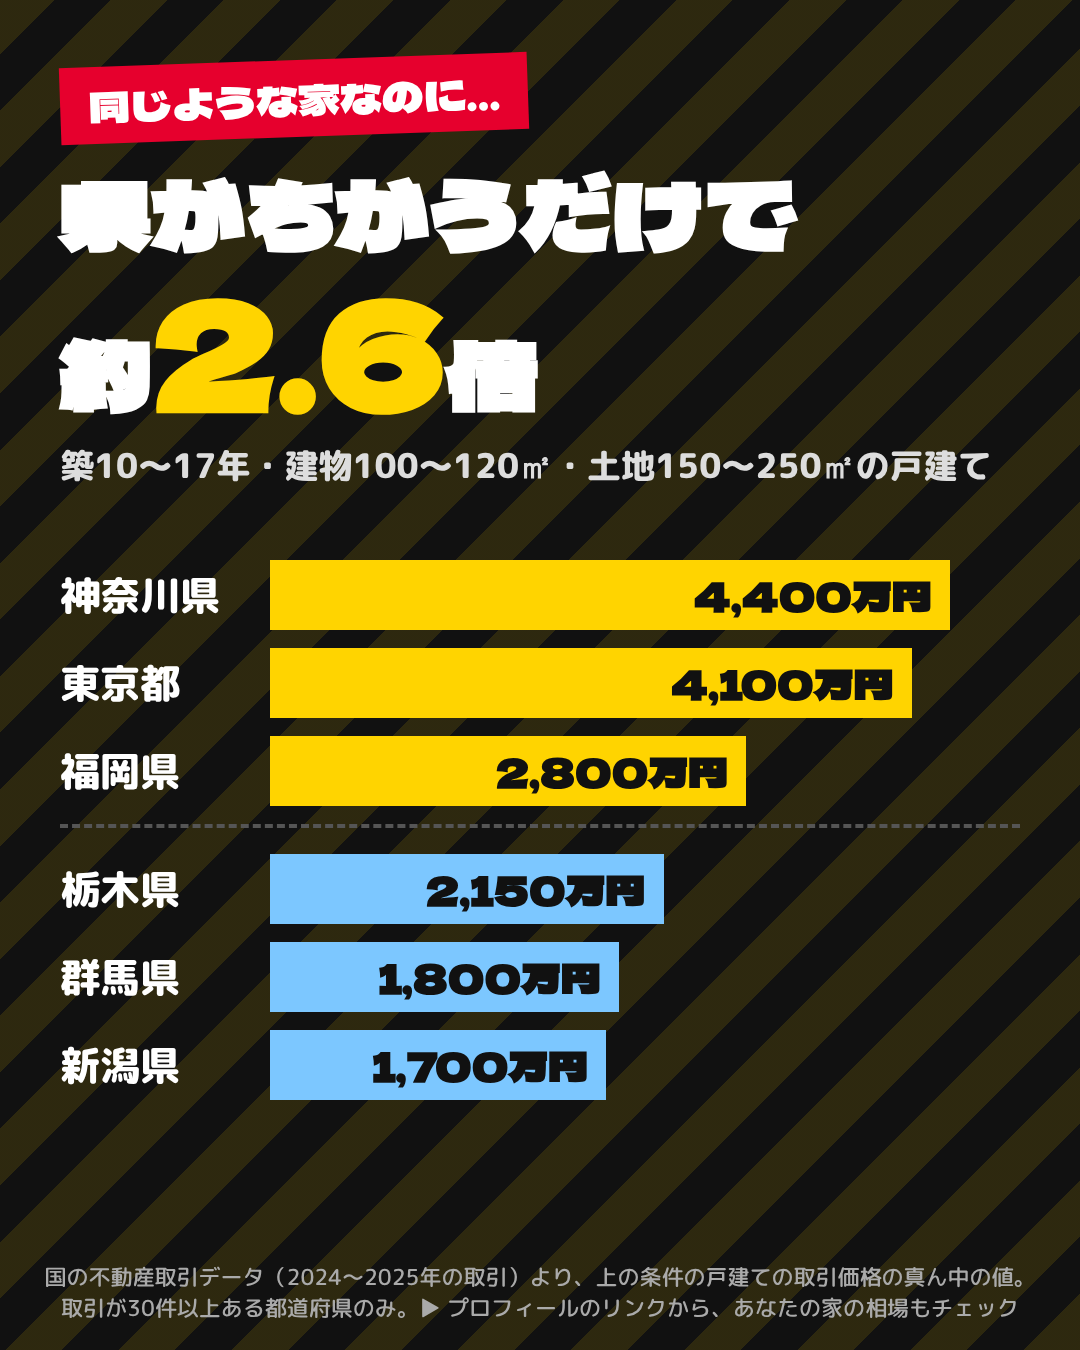 同じような家なのに…
県がちがうだけで
約2.6倍
築10〜17年・建物100〜120㎡・土地150〜250㎡の戸建て
神奈川県 4,400万円
東京都 4,100万円
福岡県 2,800万円
栃木県 2,150万円
群馬県 1,800万円
新潟県 1,700万円
国の不動産取引データ（2024〜2025年の取引）より、上の条件の戸建ての取引価格の真ん中の値。
取引が30件以上ある都道府県のみ。▶ プロフィールのリンクから、あなたの家の相場もチェック